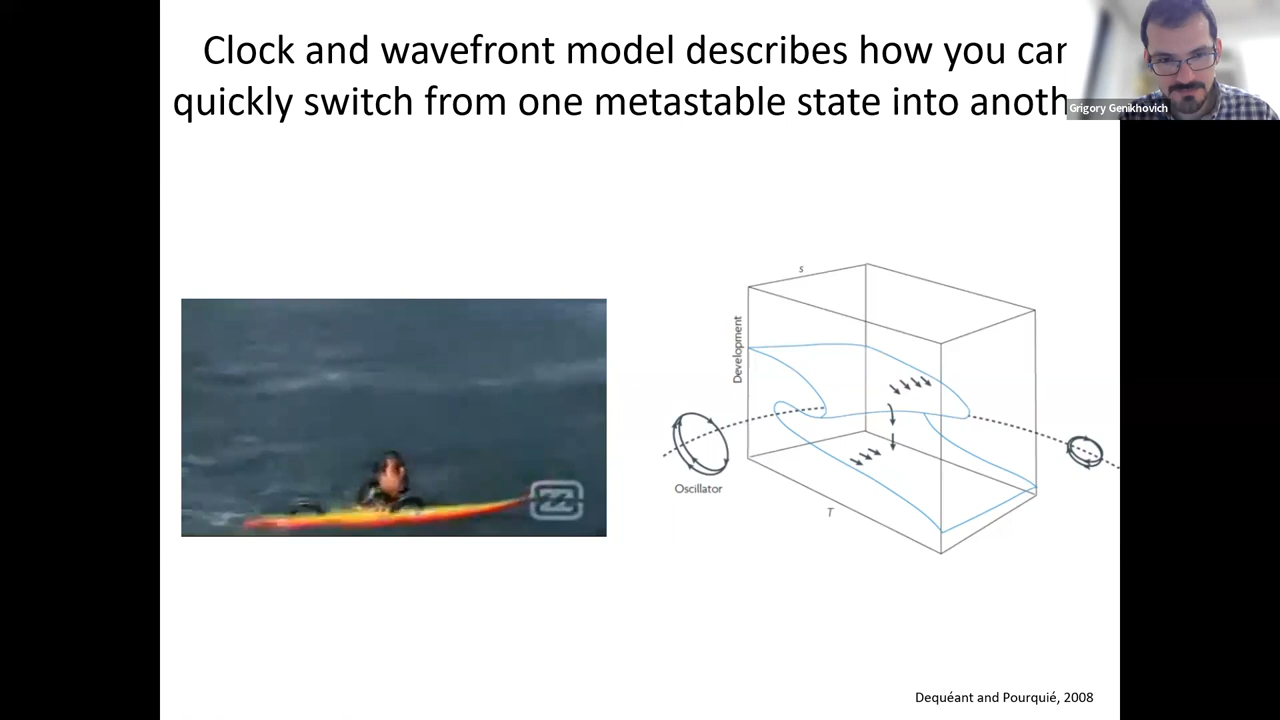 Clock and wavefront model describes how you can
quickly switch from one metastable state into anoth
Grigory Genikhovich
s
Development
Oscillator
T
Dequéant and Pourquié, 2008